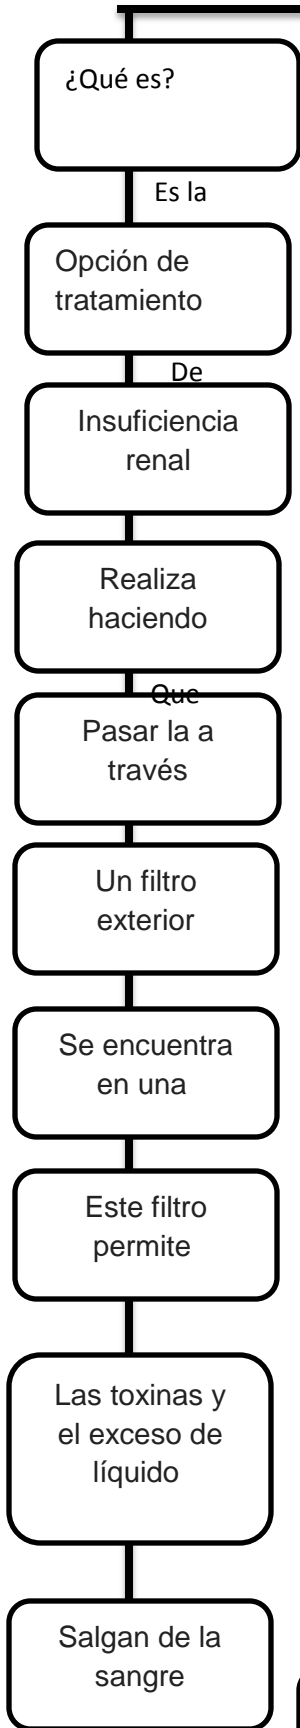 ¿Qué es?
Es la
Opción de
tratamiento
De
Insuficiencia
renal
Realiza
haciendo
Que
Pasar la a
través
Un filtro
exterior
Se encuentra
en una
Este filtro
permite
Las toxinas y
el exceso de
líquido
Salgan de la
sangre